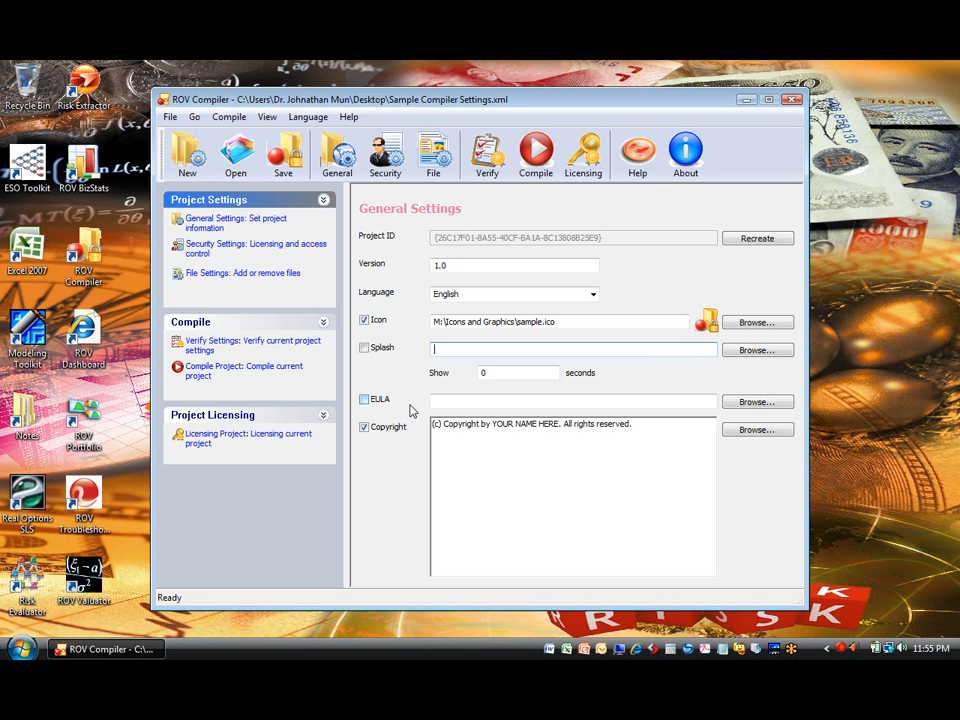 Recycle Bin
Risk Extractor
ESO Toolkit
ROV BizStats
Excel 2007
ROV
Compiler
Modeling
Toolkit
ROV
Dashboard
Notes
ROV
Portfolio
Real Options
SLS
ROV
Troublesho...
Risk
Evaluator
ROV Valuator
ROV Compiler - C:\Users\Dr. Johnathan Mun\Desktop\Sample Compiler Settings.xml
File Go Compile View Language Help
New Open Save General Security File Verify Compile Licensing Help About
Project Settings
General Settings: Set project
information
Security Settings: Licensing and access
control
File Settings: Add or remove files
Compile
Verify Settings: Verify current project
settings
Compile Project: Compile current
project
Project Licensing
Licensing Project: Licensing current
project
General Settings
Project ID {26C17F01-8A55-40CF-BA1A-8C13808B25E9} Recreate
Version 1.0
Language English
Icon M:\Icons and Graphics\sample.ico Browse...
Splash Browse...
Show 0 seconds
EULA Browse...
Copyright (c) Copyright by YOUR NAME HERE. All rights reserved. Browse...
Ready
RISK
K
ROV Compiler - C:\...
11:55 PM